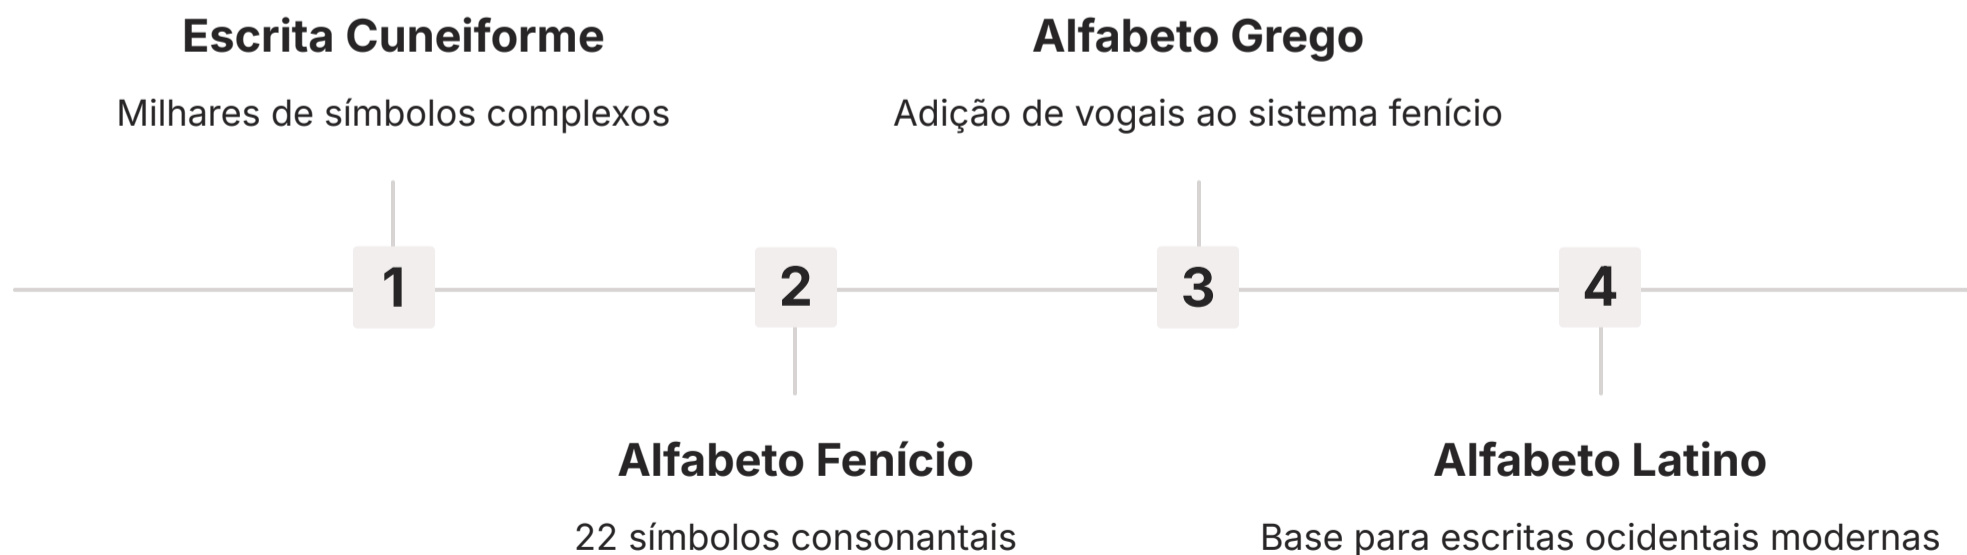 Escrita Cuneiforme
Milhares de símbolos complexos
Alfabeto Grego
Adição de vogais ao sistema fenício
1
2
3
4
Alfabeto Fenício
22 símbolos consonantais
Alfabeto Latino
Base para escritas ocidentais modernas